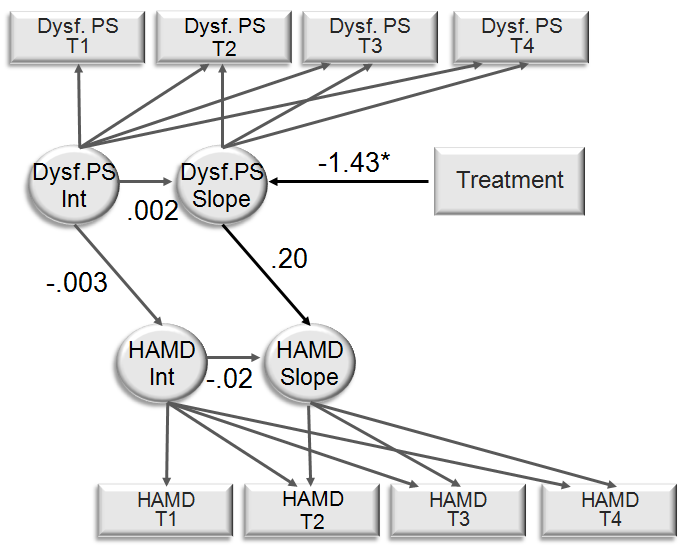 Dysf. PS
T1
Dysf. PS
T2
Dysf. PS
T3
Dysf. PS
T4
Dysf.PS
Int
Dysf.PS
Slope
-1.43*
Treatment
.002
-.003
.20
HAMD
Int
HAMD
Slope
-.02
HAMD
T1
HAMD
T2
HAMD
T3
HAMD
T4